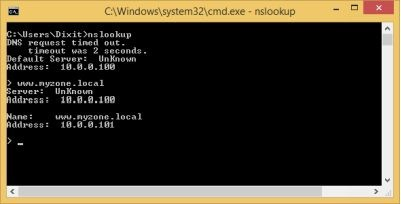 C:\Windows\system32\cmd.exe - nslookup
C:\Users\Dixit>nslookup
DNS request timed out.
    timeout was 2 seconds.
Default Server:  UnKnown
Address:  10.0.0.100
> www.myzone.local
Server:  UnKnown
Address:  10.0.0.100
Name:    www.myzone.local
Address:  10.0.0.101
> _